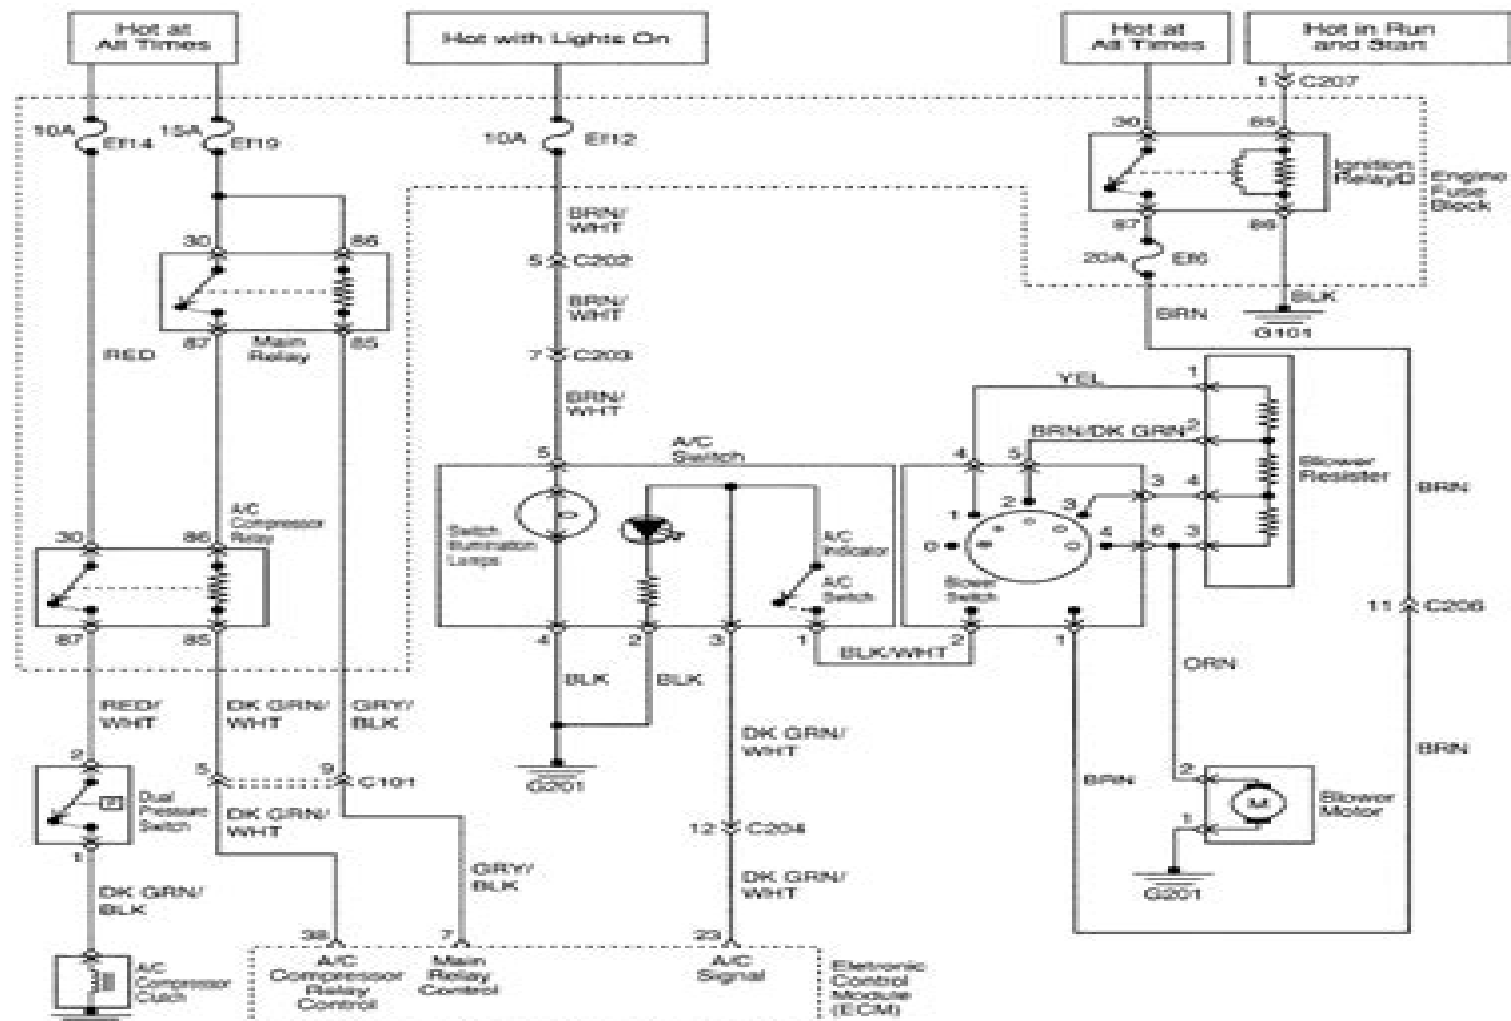 Hot at
All Times
Hot with Lights On
Hot at
All Times
Hot in Run
and Start
1
C207
10A
Ef14
15A
Ef19
10A
Ef12
30
85
Ignition
RelayD
Engine
Fuse
Block
87
86
20A
Ef6
BLK
G101
BRN
BRN/
WHT
5
C202
BRN/
WHT
7
C203
BRN/
WHT
30
86
87
85
Main
Relay
RED
A/C
Compressor
Relay
30
86
87
85
5
A/C
Switch
Switch
Illumination
Lamps
A/C
Indicator
A/C
Switch
4
2
3
1
BLK/WHT
YEL
1
BRN/DK GRN
2
4
5
3
4
6
3
Blower
Resister
0
1
2
3
4
Blower
Switch
2
1
BRN
11
C206
BLK
BLK
ORN
RED/
WHT
DK GRN/
WHT
GRY/
BLK
DK GRN/
WHT
BRN
BRN
2
P
Dual
Pressure
Switch
1
5
9
C101
DK GRN/
WHT
G201
12
C204
2
M
1
Blower
Motor
G201
DK GRN/
BLK
GRY/
BLK
DK GRN/
WHT
38
7
23
A/C
Compressor
Clutch
A/C
Compressor
Relay
Control
Main
Relay
Control
A/C
Signal
Eletronic
Control
Module
(ECM)